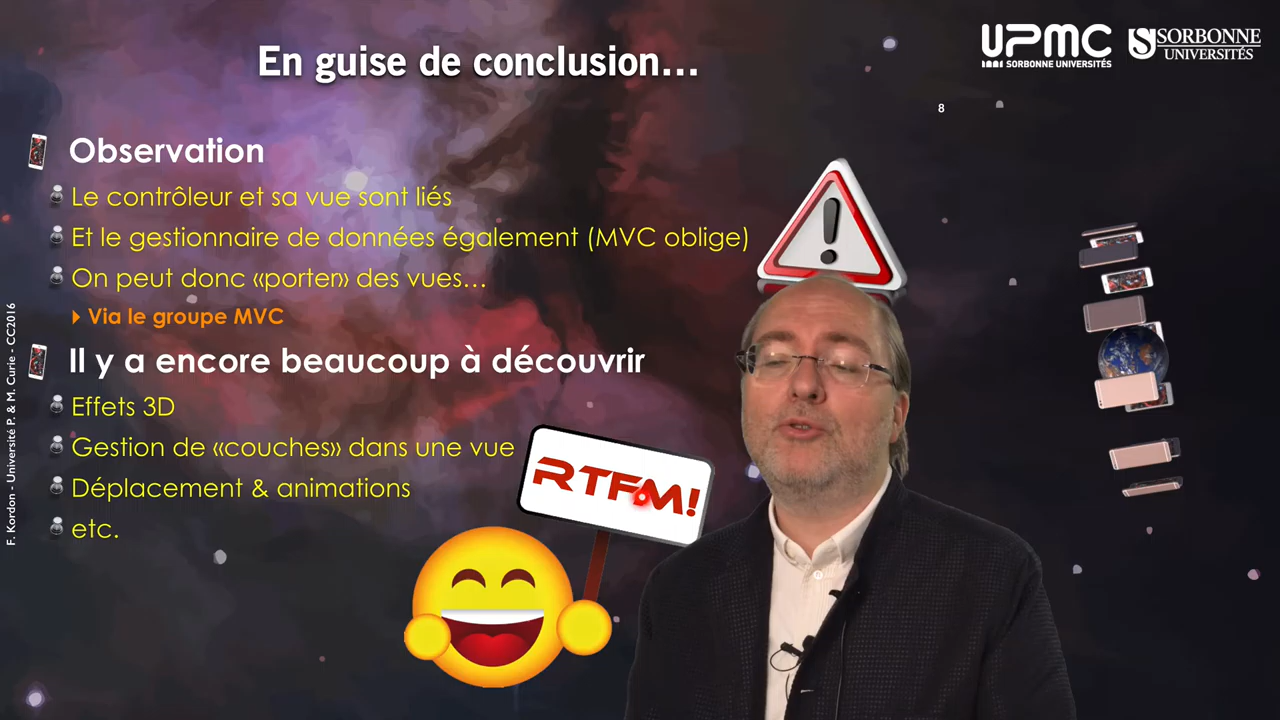 En guise de conclusion...
UPMC
SORBONNE UNIVERSITÉS
SORBONNE
UNIVERSITÉS
8
Observation
Le contrôleur et sa vue sont liés
Et le gestionnaire de données également (MVC oblige)
On peut donc «porter» des vues...
Via le groupe MVC
Il y a encore beaucoup à découvrir
Effets 3D
Gestion de «couches» dans une vue
Déplacement & animations
etc.
RTFM!
F. Kordon - Université P. & M. Curie - CC2016